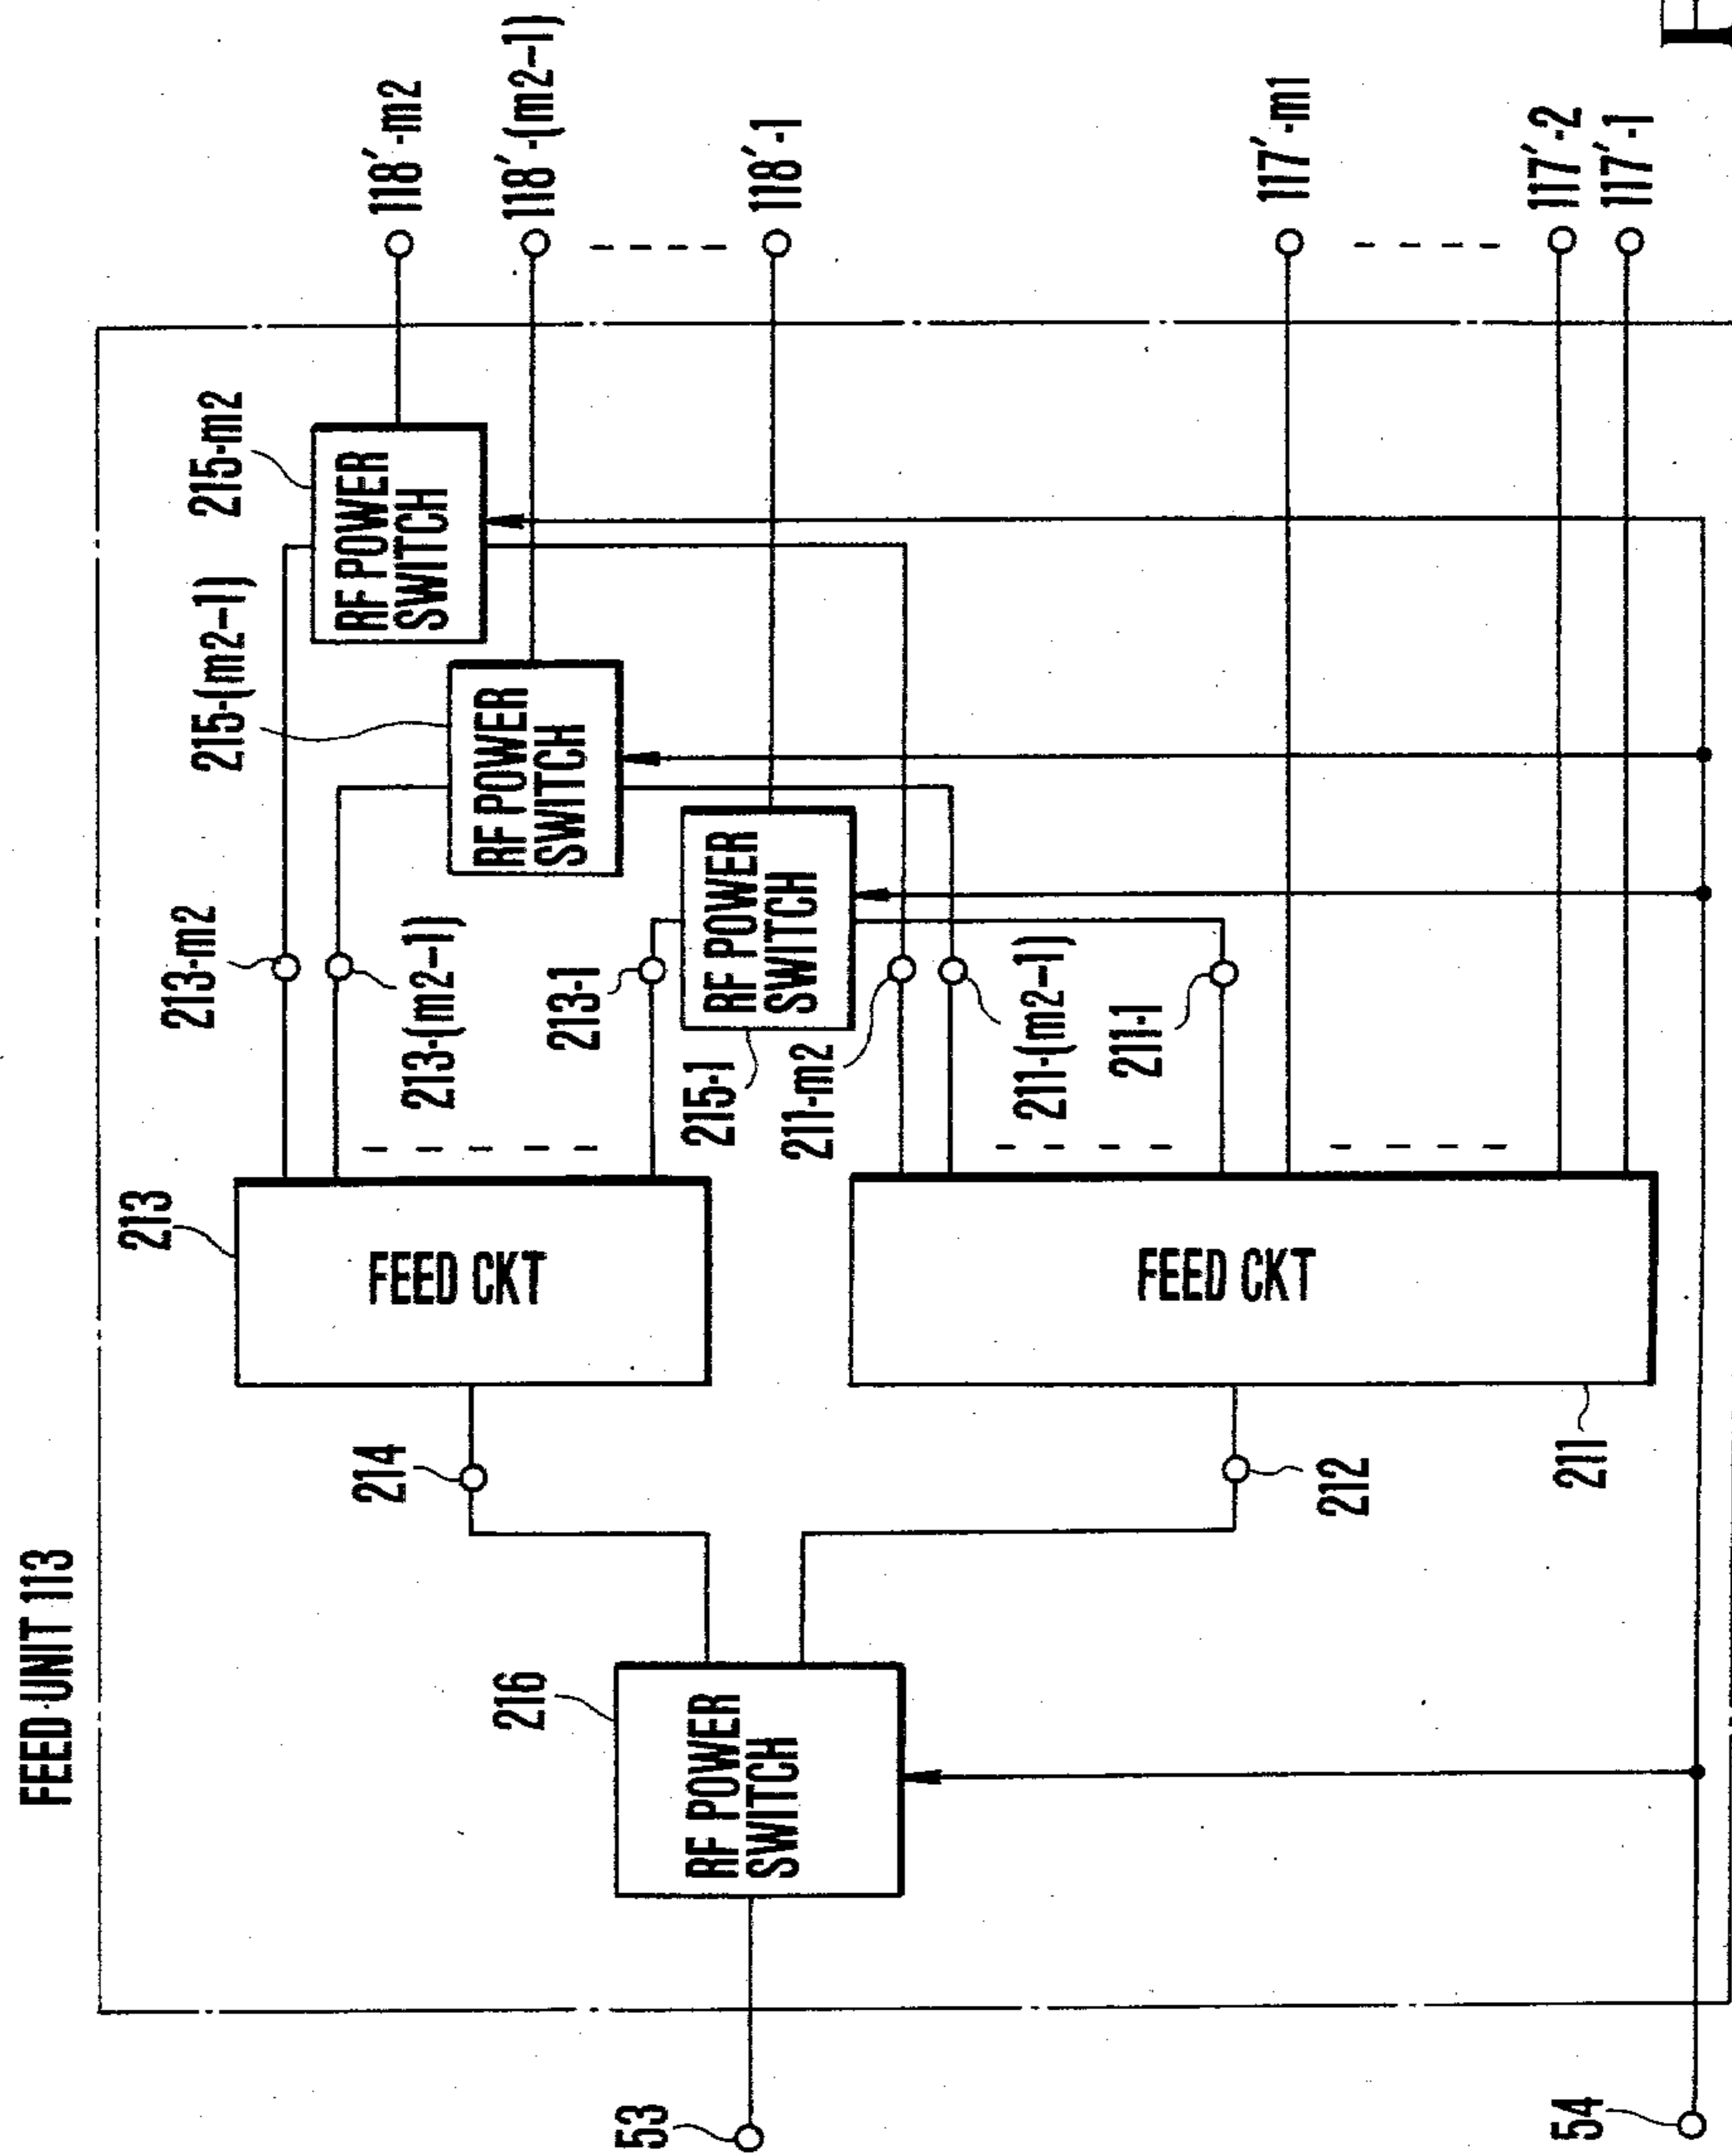 FEED UNIT 113
53
54
216
RF POWER
SWITCH
214
212
213
FEED CKT
FEED CKT
211
213-m2
213-(m2-1)
213-1
215-1
211-m2
211-(m2-1)
211-1
RF POWER
SWITCH
215-(m2-1)
RF POWER
SWITCH
215-m2
RF POWER
SWITCH
118'-m2
118'-(m2-1)
118'-1
117'-m1
117'-2
117'-1